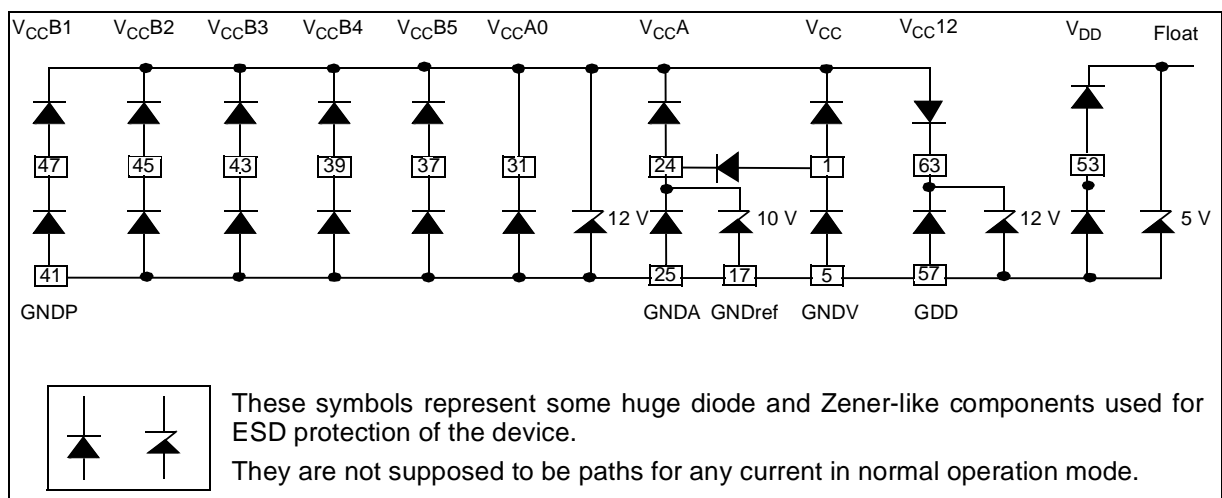 VCCB1 VCCB2 VCCB3 VCCB4 VCCB5 VCCA0 VCCA VCC VCC12 VDD Float
47 45 43 39 37 31 24 1 63 53
12 V 10 V 12 V 5 V
41 25 17 5 57
GNDP GNDA GNDref GNDV GDD
These symbols represent some huge diode and Zener-like components used for
ESD protection of the device.
They are not supposed to be paths for any current in normal operation mode.